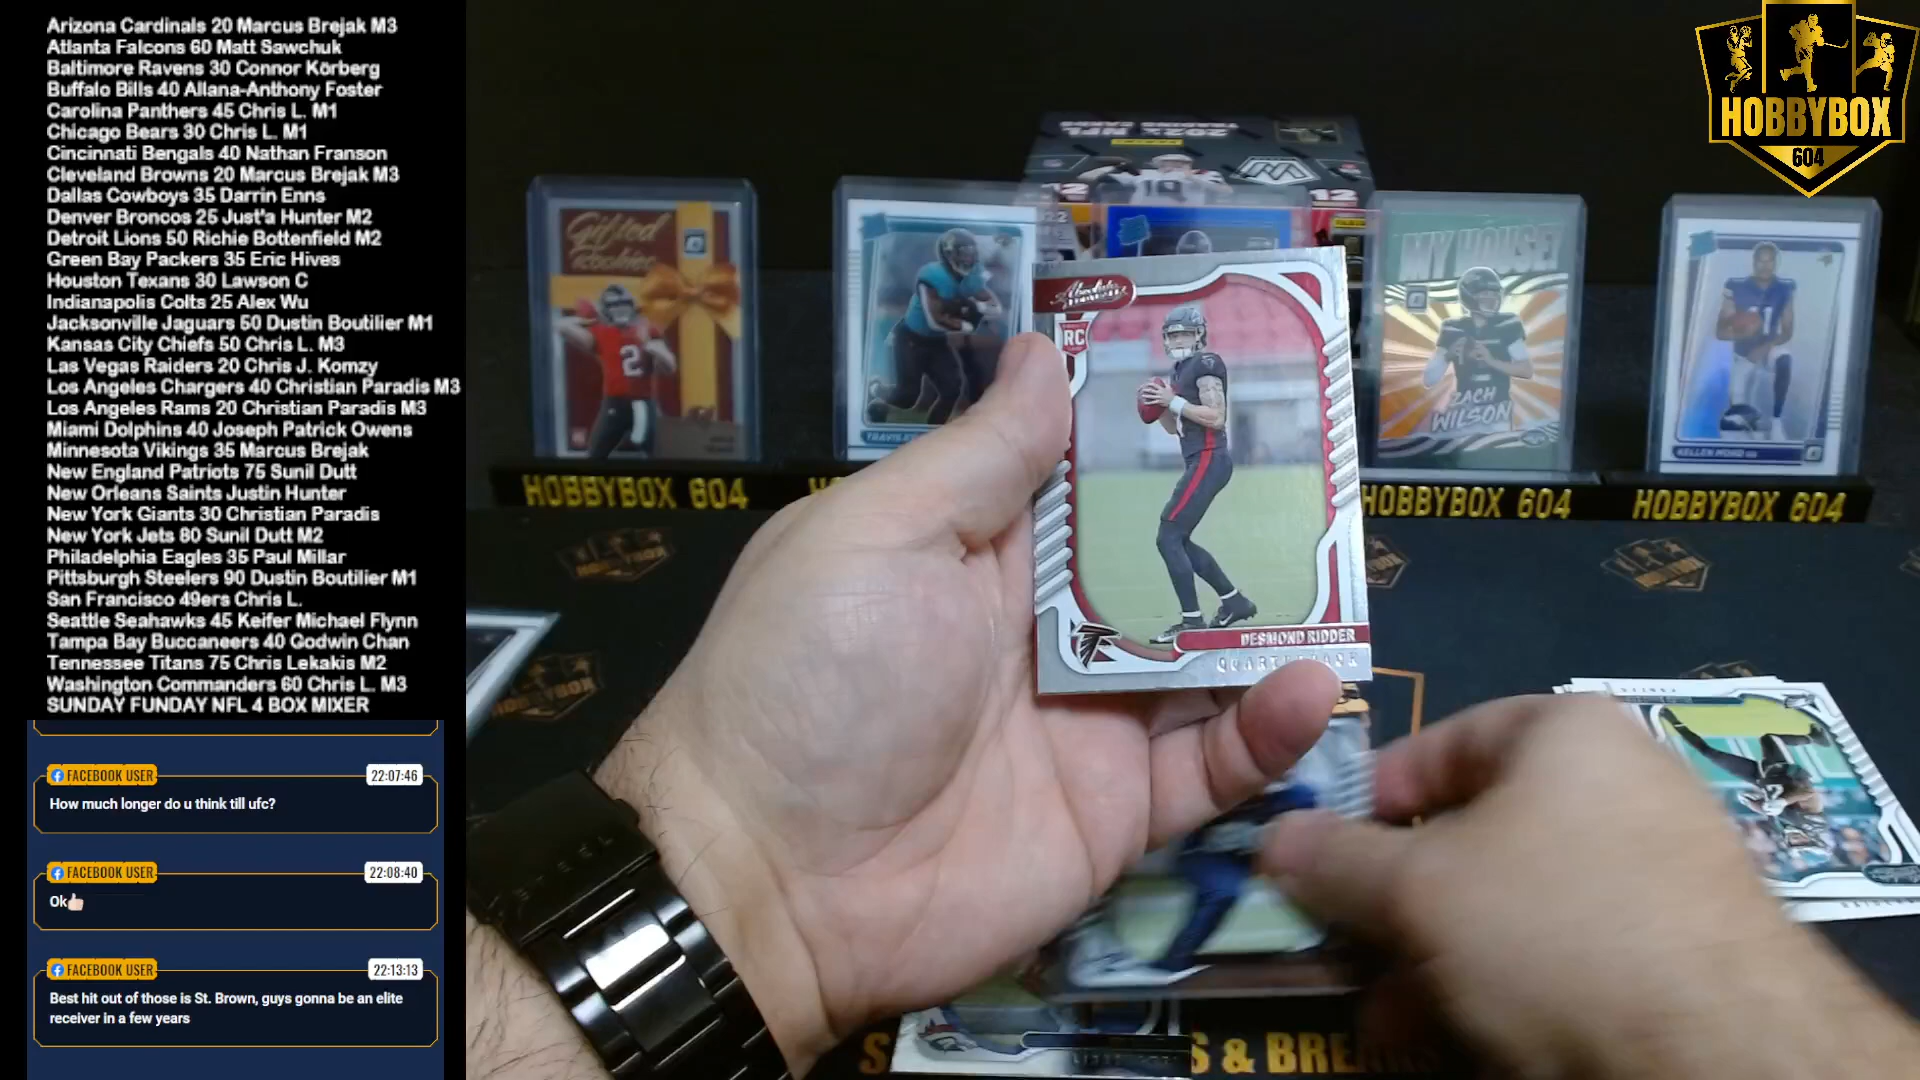 Arizona Cardinals 20 Marcus Brejak M3
Atlanta Falcons 60 Matt Sawchuk
Baltimore Ravens 30 Connor Körberg
Buffalo Bills 40 Allana-Anthony Foster
Carolina Panthers 45 Chris L. M1
Chicago Bears 30 Chris L. M1
Cincinnati Bengals 40 Nathan Franson
Cleveland Browns 20 Marcus Brejak M3
Dallas Cowboys 35 Darrin Enns
Denver Broncos 25 Just'a Hunter M2
Detroit Lions 50 Richie Bottenfield M2
Green Bay Packers 35 Eric Hives
Houston Texans 30 Lawson C
Indianapolis Colts 25 Alex Wu
Jacksonville Jaguars 50 Dustin Boutilier M1
Kansas City Chiefs 50 Chris L. M3
Las Vegas Raiders 20 Chris J. Komzy
Los Angeles Chargers 40 Christian Paradis M3
Los Angeles Rams 20 Christian Paradis M3
Miami Dolphins 40 Joseph Patrick Owens
Minnesota Vikings 35 Marcus Brejak
New England Patriots 75 Sunil Dutt
New Orleans Saints Justin Hunter
New York Giants 30 Christian Paradis
New York Jets 80 Sunil Dutt M2
Philadelphia Eagles 35 Paul Millar
Pittsburgh Steelers 90 Dustin Boutilier M1
San Francisco 49ers Chris L.
Seattle Seahawks 45 Keifer Michael Flynn
Tampa Bay Buccaneers 40 Godwin Chan
Tennessee Titans 75 Chris Lekakis M2
Washington Commanders 60 Chris L. M3
SUNDAY FUNDAY NFL 4 BOX MIXER
FACEBOOK USER 22:07:46
How much longer do u think till ufc?
FACEBOOK USER 22:08:40
Ok👍🏻
FACEBOOK USER 22:13:13
Best hit out of those is St. Brown, guys gonna be an elite
receiver in a few years
HOBBYBOX
604
Gifted
Rookies
2
MY HOUSE!
ZACH
WILSON
KELLEN MOND
Absolute
RC
DESMOND RIDDER
QUARTERBACK
HOBBYBOX 604
HOBBYBOX 604
HOBBYBOX 604
HOBBYBOX
STEEL
S & BRE